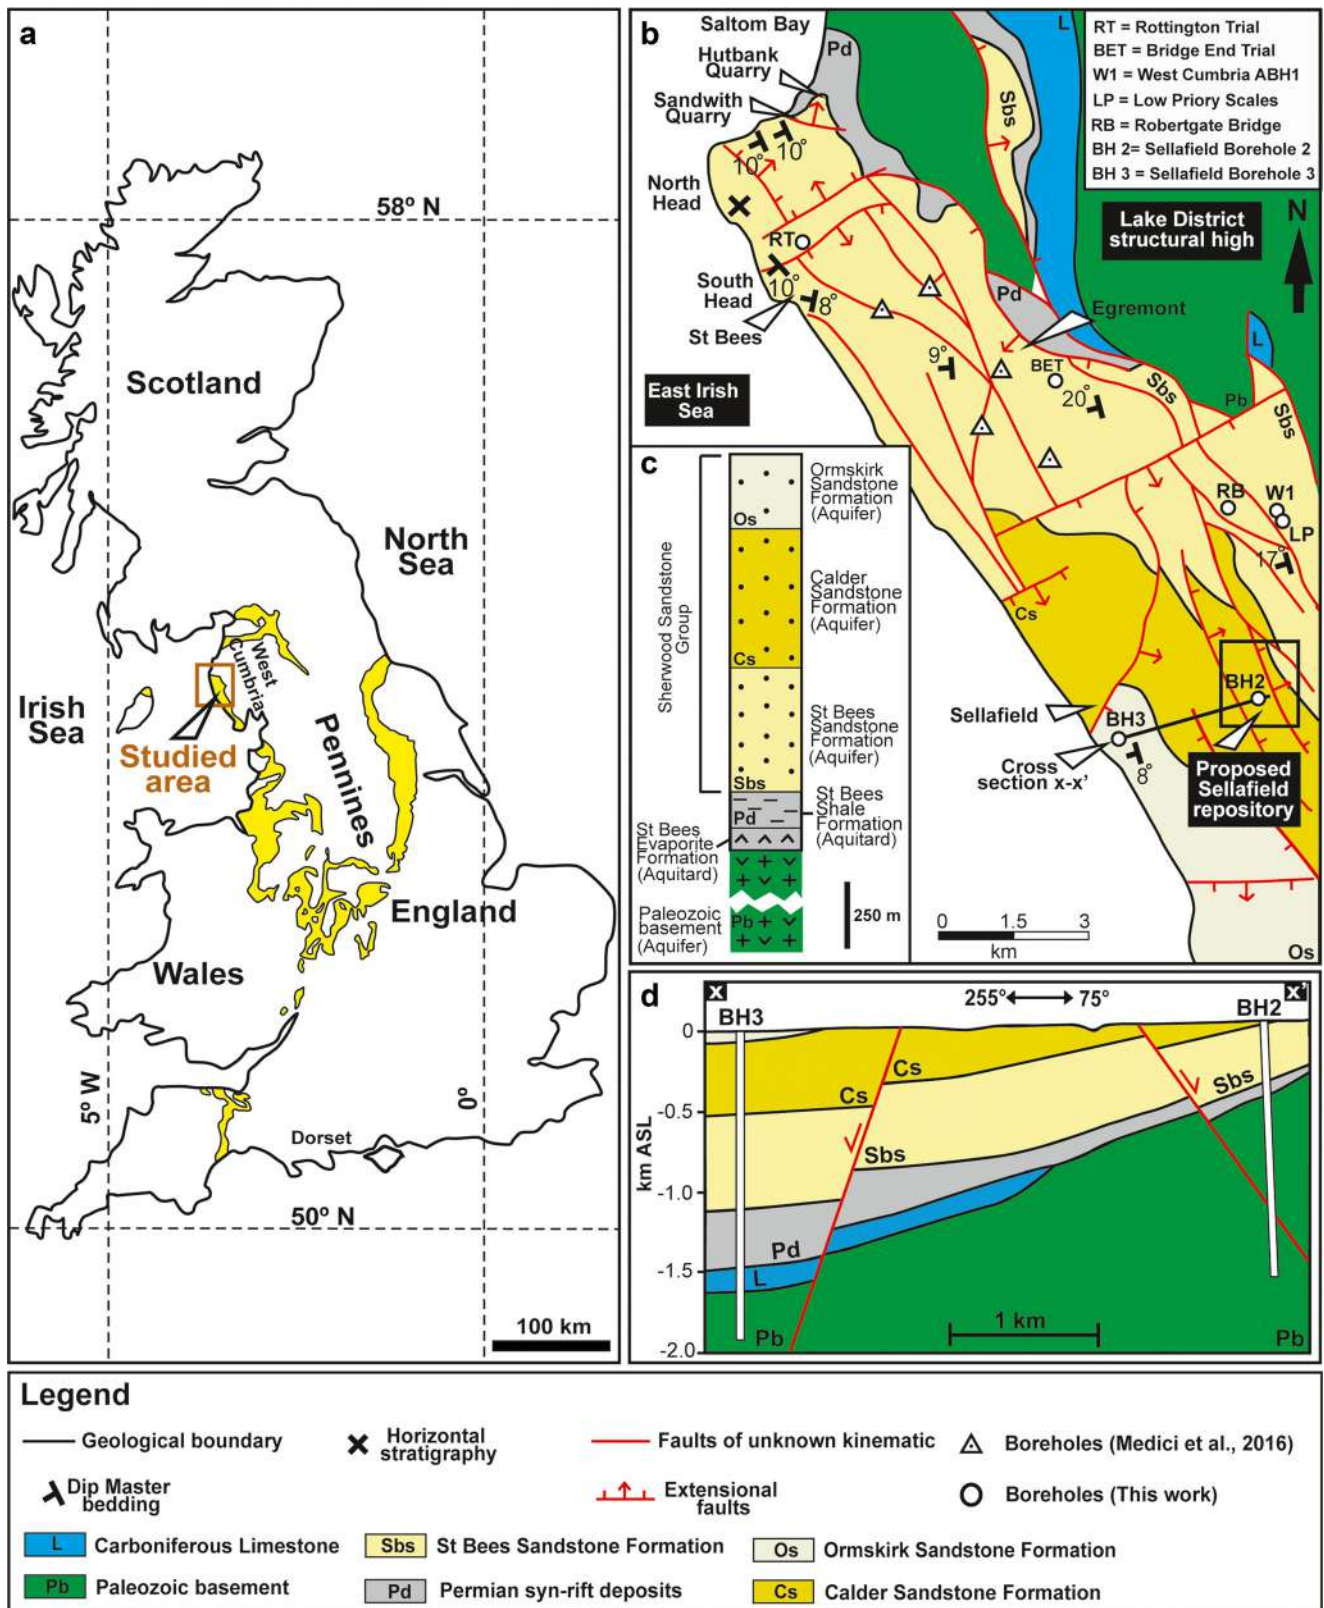 a
58º N
Scotland
North
Sea
West
Cumbria
Irish
Sea
Studied
area
Pennines
England
Wales
5º W
0º
Dorset
50º N
100 km
b
Saltom Bay
Hutbank
Quarry
Sandwith
Quarry
Pd
L
Sbs
RT = Rottington Trial
BET = Bridge End Trial
W1 = West Cumbria ABH1
LP = Low Priory Scales
RB = Robertgate Bridge
BH 2= Sellafield Borehole 2
BH 3 = Sellafield Borehole 3
10°
10°
North
Head
Lake District
structural high
N
RT
10°
8°
South
Head
St Bees
Pd
Egremont
L
9°
BET
20°
Sbs
Pb
Sbs
East Irish
Sea
RB
W1
LP
17°
Cs
Sellafield
BH3
BH2
8°
Cross
section x-x’
Proposed
Sellafield
repository
0 1.5 3
km
Os
c
Sherwood Sandstone
Group
Os
Ormskirk
Sandstone
Formation
(Aquifer)
Cs
Calder
Sandstone
Formation
(Aquifer)
Sbs
St Bees
Sandstone
Formation
(Aquifer)
Pd
St Bees
Shale
Formation
(Aquitard)
St Bees
Evaporite
Formation
(Aquitard)
Pb
Paleozoic
basement
(Aquifer)
250 m
d
x
255° 75°
x’
BH3
BH2
0
-0.5
-1.0
-1.5
-2.0
km ASL
Cs
Cs
Sbs
Sbs
Pd
L
Pb
1 km
Pb
Legend
Geological boundary
Horizontal
stratigraphy
Faults of unknown kinematic
Boreholes (Medici et al., 2016)
Dip Master
bedding
Extensional
faults
Boreholes (This work)
L Carboniferous Limestone
Sbs St Bees Sandstone Formation
Os Ormskirk Sandstone Formation
Pb Paleozoic basement
Pd Permian syn-rift deposits
Cs Calder Sandstone Formation